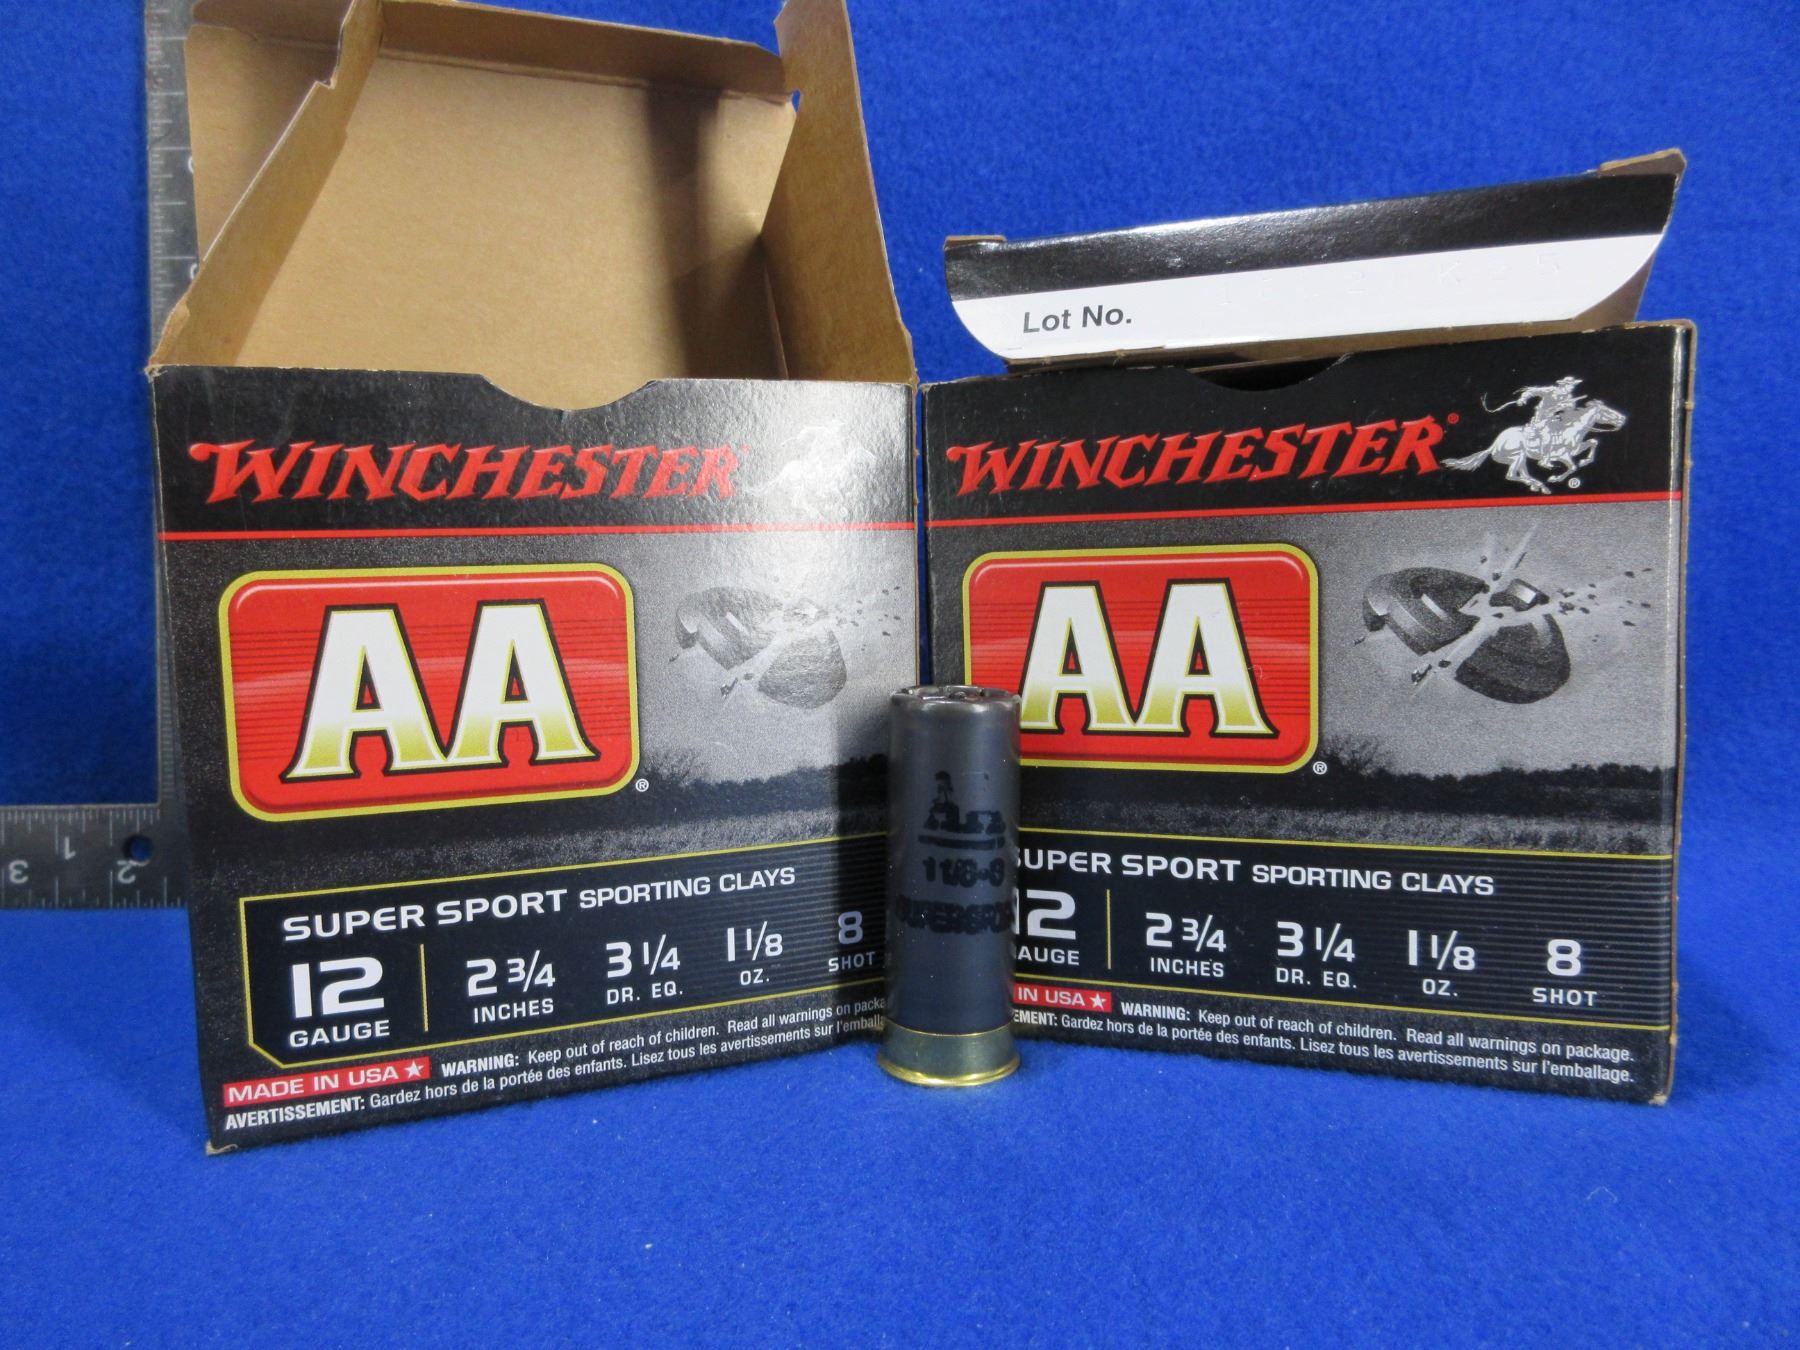 WINCHESTER
AA®
SUPER SPORT SPORTING CLAYS
12 GAUGE
2 3/4 INCHES
3 1/4 DR. EQ.
1 1/8 OZ.
8 SHOT
MADE IN USA ★ WARNING: Keep out of reach of children. Read all warnings on
AVERTISSEMENT: Gardez hors de la portée des enfants. Lisez tous les avertissements sur
Lot No.
WINCHESTER®
®
AA®
SUPER SPORT SPORTING CLAYS
12
2 3/4 INCHES
3 1/4 DR. EQ.
1 1/8 OZ.
8 SHOT
IN USA ★ WARNING: Keep out of reach of children. Read all warnings on package.
Gardez hors de la portée des enfants. Lisez tous les avertissements sur l'emballage.
1 2 3